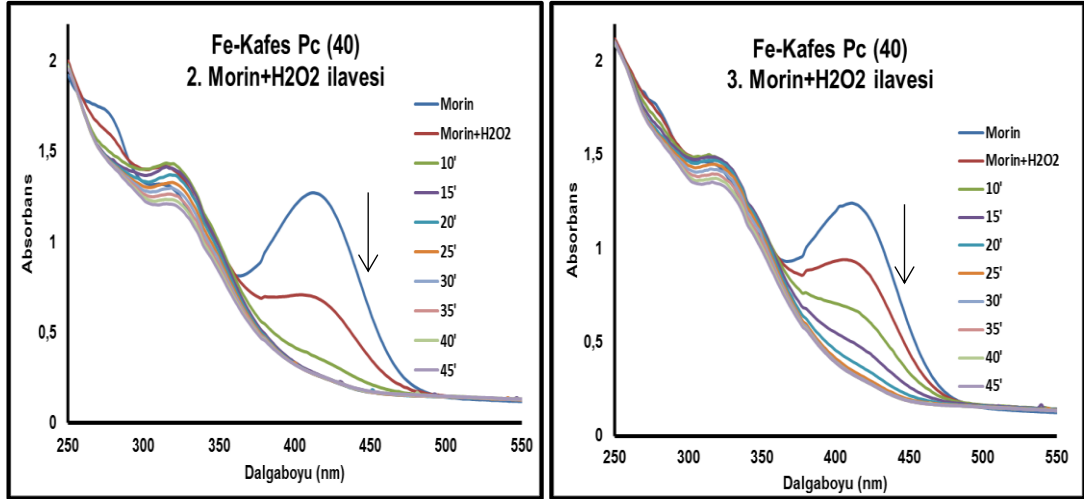 Fe-Kafes Pc (40)
2. Morin+H2O2 ilavesi
Absorbans
2
1,5
1
0,5
0
250 300 350 400 450 500 550
Dalgaboyu (nm)
Morin
Morin+H2O2
10'
15'
20'
25'
30'
35'
40'
45'
Fe-Kafes Pc (40)
3. Morin+H2O2 ilavesi
Absorbans
2
1,5
1
0,5
0
250 300 350 400 450 500 550
Dalgaboyu (nm)
Morin
Morin+H2O2
10'
15'
20'
25'
30'
35'
40'
45'